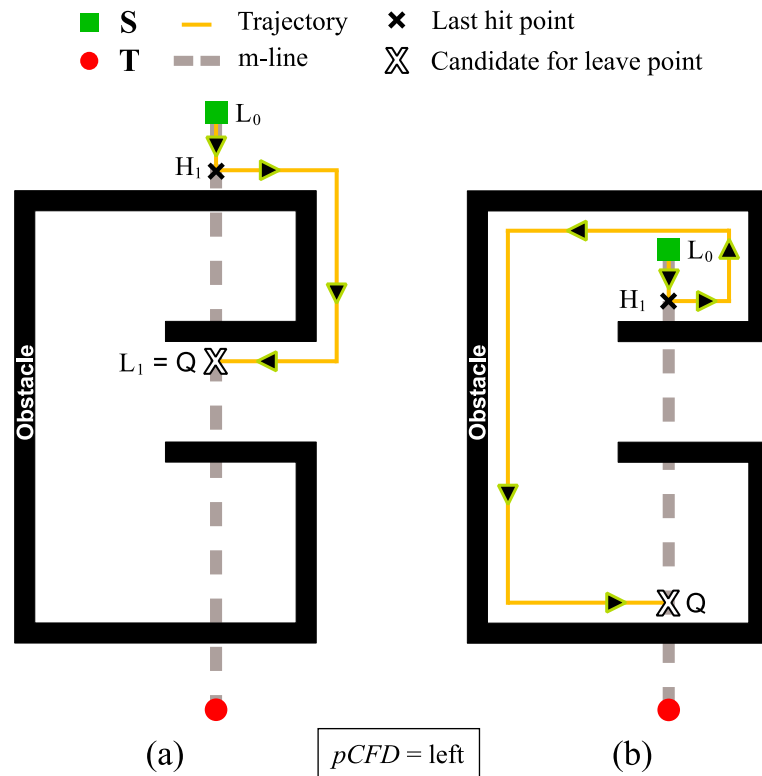 S Trajectory Last hit point
T m-line Candidate for leave point
L₀
H₁
L₀
H₁
L₁ = Q
Obstacle
Obstacle
Q
(a) pCFD = left (b)